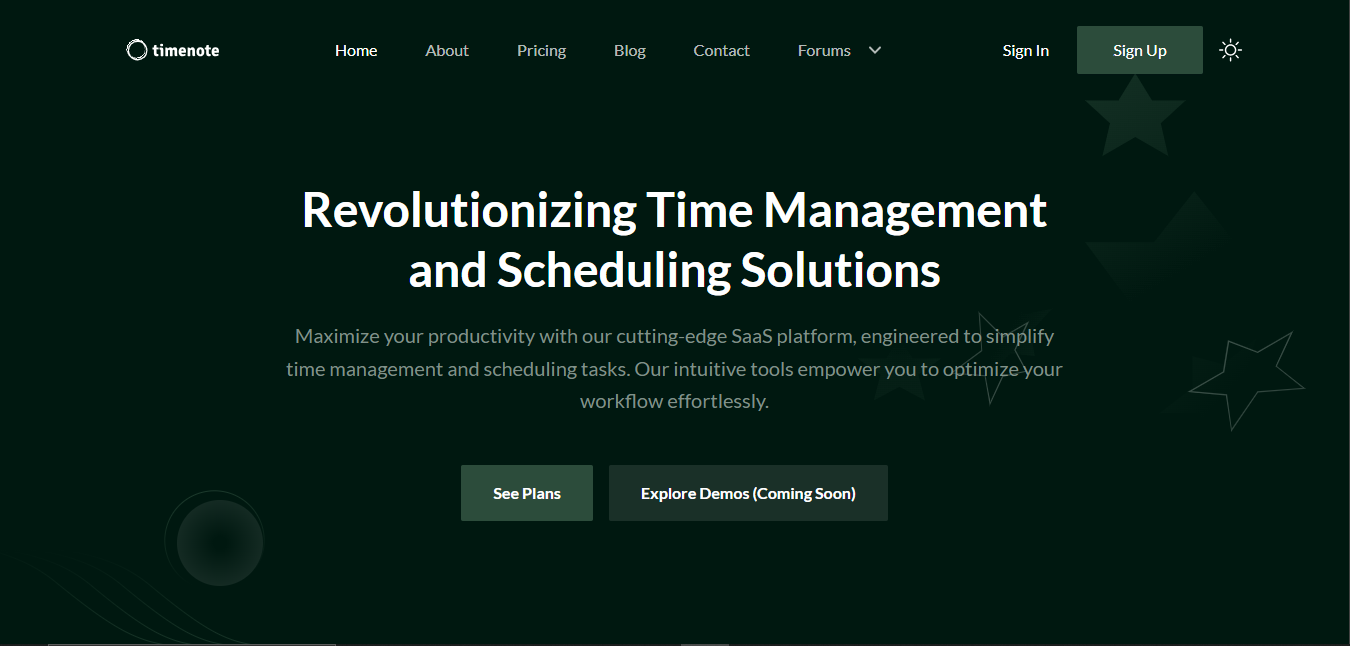 timenote
Home
About
Pricing
Blog
Contact
Forums
Sign In
Sign Up
Revolutionizing Time Management
and Scheduling Solutions
Maximize your productivity with our cutting-edge SaaS platform, engineered to simplify
time management and scheduling tasks. Our intuitive tools empower you to optimize your
workflow effortlessly.
See Plans
Explore Demos (Coming Soon)